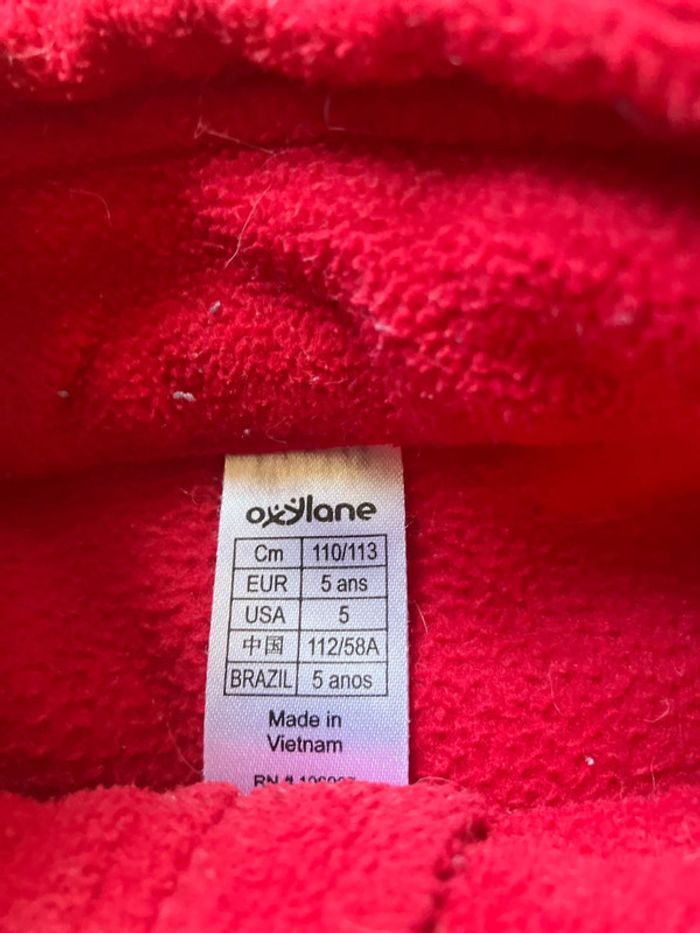 oxylane
Cm 110/113
EUR 5 ans
USA 5
中国 112/58A
BRAZIL 5 anos
Made in
Vietnam
RN #